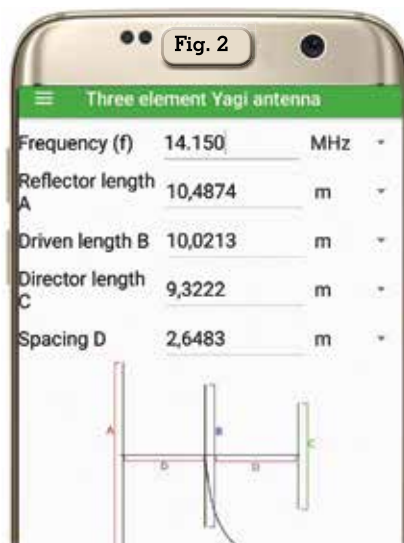 Fig. 2
Three element Yagi antenna
Frequency (f) 14.150 MHz
Reflector length
A 10,4874 m
Driven length B 10,0213 m
Director length
C 9,3222 m
Spacing D 2,6483 m
A B C
D D